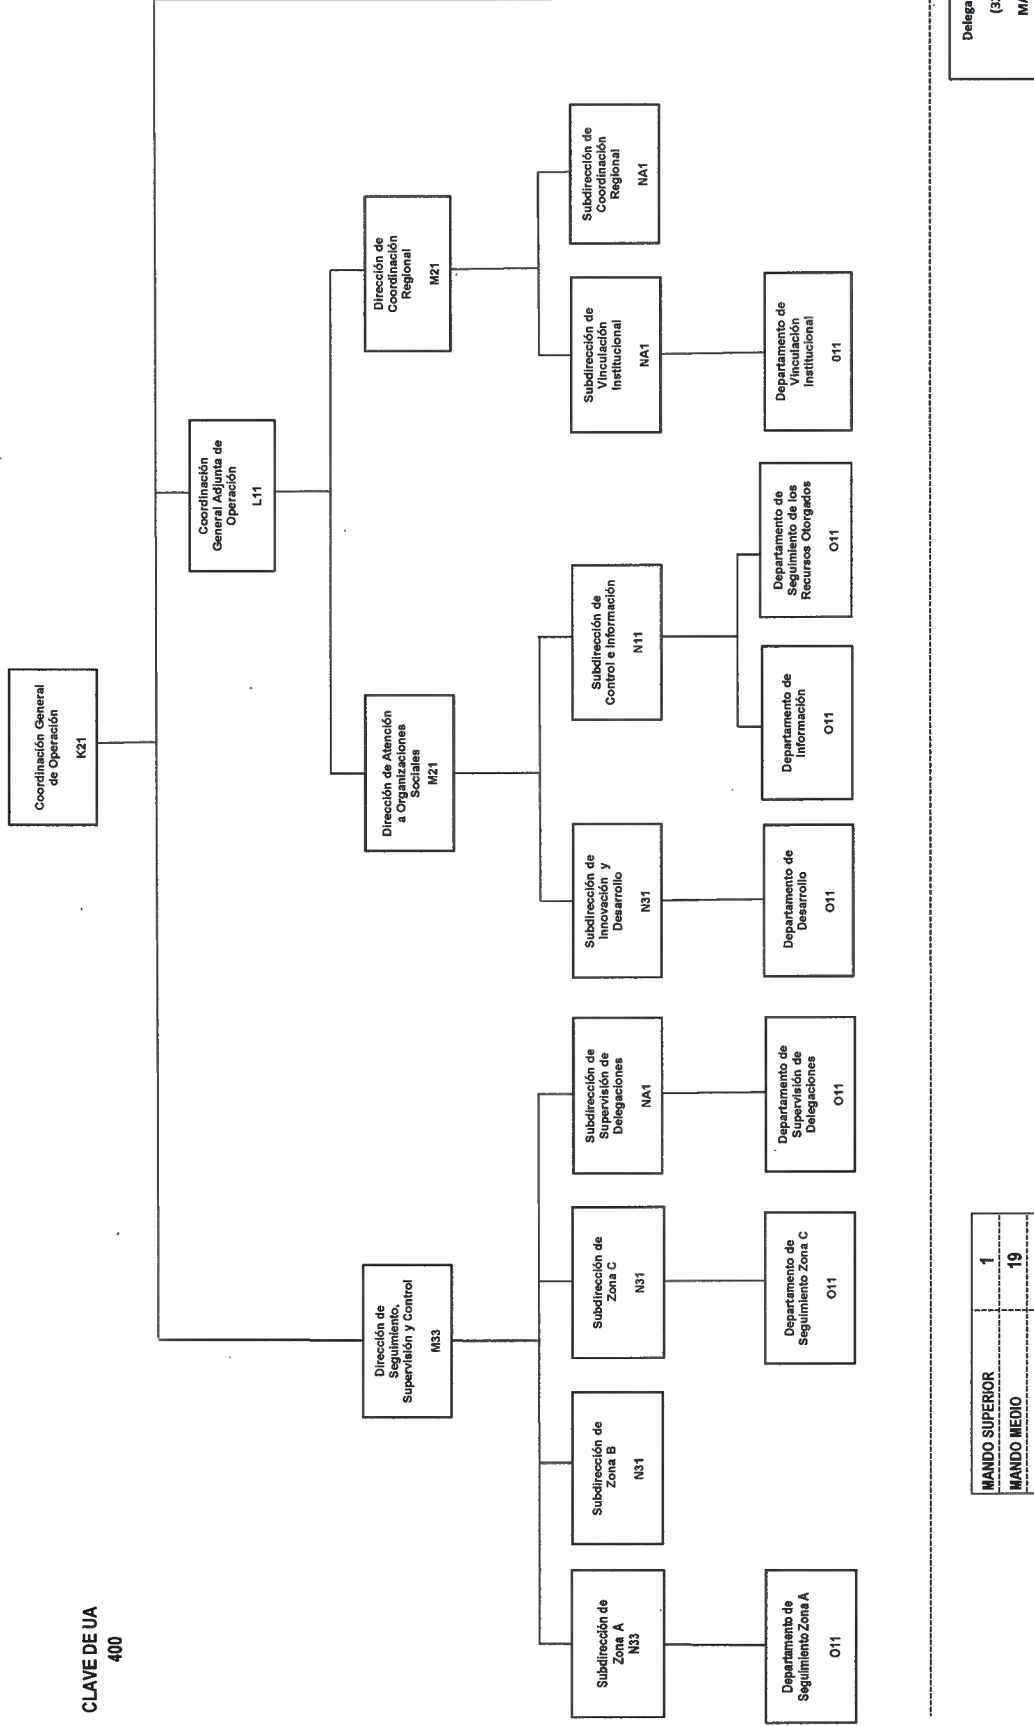 CLAVE DE UA
400
Coordinación General
de Operación
K21
Coordinación
General Adjunta de
Operación
L11
Dirección de
Seguimiento,
Supervisión y Control
M33
Dirección de Atención
a Organizaciones
Sociales
M21
Dirección de
Coordinación
Regional
M21
Subdirección de
Zona A
N33
Subdirección de
Zona B
N31
Subdirección de
Zona C
N31
Subdirección de
Supervisión de
Delegaciones
NA1
Subdirección de
Innovación y
Desarrollo
N31
Subdirección de
Control e Información
N11
Subdirección de
Vinculación
Institucional
NA1
Subdirección de
Coordinación
Regional
NA1
Departamento de
Seguimiento Zona A
O11
Departamento de
Seguimiento Zona C
O11
Departamento de
Supervisión de
Delegaciones
O11
Departamento de
Desarrollo
O11
Departamento de
Información
O11
Departamento de
Seguimiento de los
Recursos Otorgados
O11
Departamento de
Vinculación
Institucional
011
MANDO SUPERIOR 1
MANDO MEDIO 19
Delega
(3